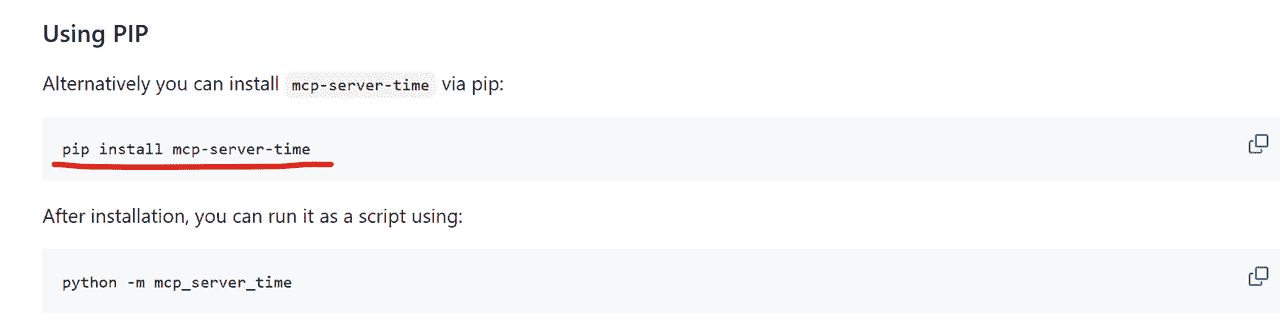 Using PIP
Alternatively you can install mcp-server-time via pip:
pip install mcp-server-time
After installation, you can run it as a script using:
python -m mcp_server_time